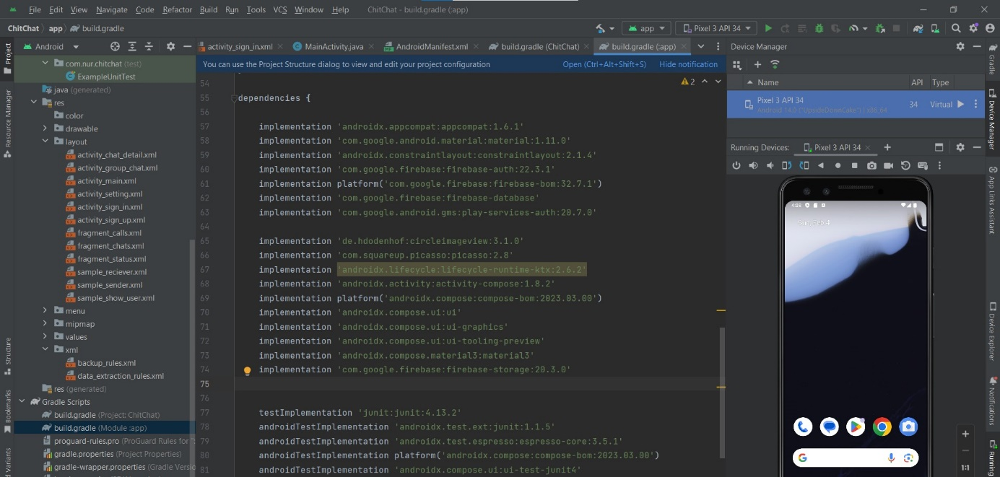 File Edit View Navigate Code Refactor Build Run Tools VCS Window Help ChitChat - build.gradle (:app)
ChitChat app build.gradle
app Pixel 3 API 34
Android
activity_sign_in.xml MainActivity.java AndroidManifest.xml build.gradle (ChitChat) build.gradle (:app)
Device Manager
You can use the Project Structure dialog to view and edit your project configuration Open (Ctrl+Alt+Shift+S) Hide notification
Project
Resource Manager
Structure
Bookmarks
Variants
com.nur.chitchat (test)
ExampleUnitTest
java (generated)
res
color
drawable
layout
activity_chat_detail.xml
activity_group_chat.xml
activity_main.xml
activity_setting.xml
activity_sign_in.xml
activity_sign_up.xml
fragment_calls.xml
fragment_chats.xml
fragment_status.xml
sample_reciever.xml
sample_sender.xml
sample_show_user.xml
menu
mipmap
values
xml
backup_rules.xml
data_extraction_rules.xml
res (generated)
Gradle Scripts
build.gradle (Project: ChitChat)
build.gradle (Module :app)
proguard-rules.pro (ProGuard Rules for
gradle.properties (Project Properties)
gradle-wrapper.properties (Gradle Versio
2
54
55 dependencies {
56
57 implementation 'androidx.appcompat:appcompat:1.6.1'
58 implementation 'com.google.android.material:material:1.11.0'
59 implementation 'androidx.constraintlayout:constraintlayout:2.1.4'
60 implementation 'com.google.firebase:firebase-auth:22.3.1'
61 implementation platform('com.google.firebase:firebase-bom:32.7.1')
62 implementation 'com.google.firebase:firebase-database'
63 implementation 'com.google.android.gms:play-services-auth:20.7.0'
64
65 implementation 'de.hdodenhof:circleimageview:3.1.0'
66 implementation 'com.squareup.picasso:picasso:2.8'
67 implementation 'androidx.lifecycle:lifecycle-runtime-ktx:2.6.2'
68 implementation 'androidx.activity:activity-compose:1.8.2'
69 implementation platform('androidx.compose:compose-bom:2023.03.00')
70 implementation 'androidx.compose.ui:ui'
71 implementation 'androidx.compose.ui:ui-graphics'
72 implementation 'androidx.compose.ui:ui-tooling-preview'
73 implementation 'androidx.compose.material3:material3'
74 implementation 'com.google.firebase:firebase-storage:20.3.0'
75
76
77 testImplementation 'junit:junit:4.13.2'
78 androidTestImplementation 'androidx.test.ext:junit:1.1.5'
79 androidTestImplementation 'androidx.test.espresso:espresso-core:3.5.1'
80 androidTestImplementation platform('androidx.compose:compose-bom:2023.03.00')
81 androidTestImplementation 'androidx.compose.ui:ui-test-junit4'
Name API Type
Pixel 3 API 34
Android 14.0 ("UpsideDownCake") | x86_64
34 Virtual
Running Devices: Pixel 3 API 34
4:08
Sun, Feb 4
1:1
Gradle
Device Manager
App Links Assistant
Device Explorer
Notifications
Running